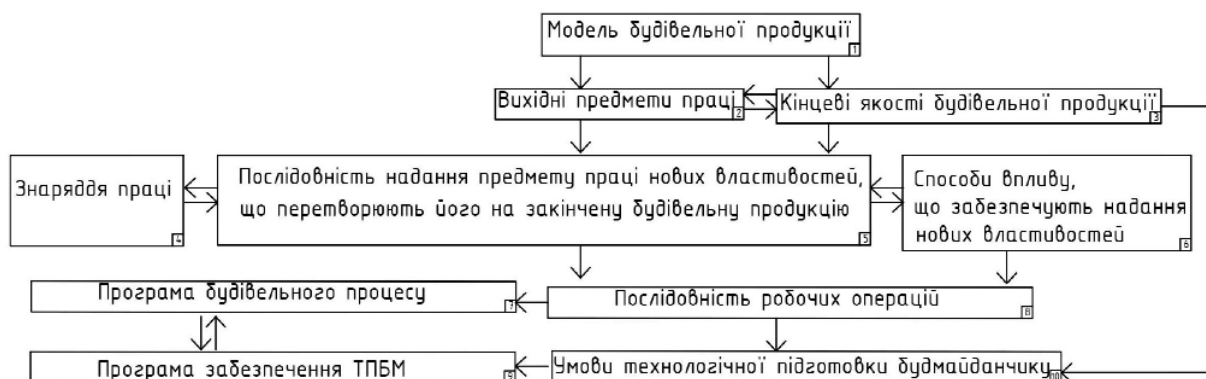 Модель будівельної продукції
1
Вихідні предмети праці
2
Кінцеві якості будівельної продукції
3
Знаряддя праці
4
Послідовність надання предмету праці нових властивостей,
що перетворюють його на закінчену будівельну продукцію
5
Способи впливу,
що забезпечують надання
нових властивостей
6
Програма будівельного процесу
7
Послідовність робочих операцій
8
Програма забезпечення ТПБМ
9
Умови технологічної підготовки будмайданчику
10